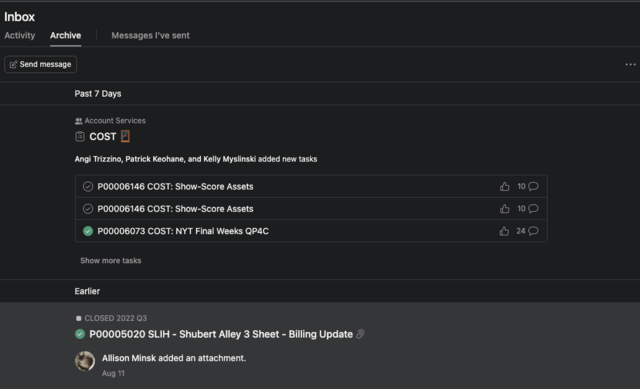 Inbox
Activity Archive Messages I've sent
Send message
Past 7 Days
Account Services
COST
Angi Trizzino, Patrick Keohane, and Kelly Myslinski added new tasks
P00006146 COST: Show-Score Assets 10
P00006146 COST: Show-Score Assets 10
P00006073 COST: NYT Final Weeks QP4C 24
Show more tasks
Earlier
CLOSED 2022 Q3
P00005020 SLIH - Shubert Alley 3 Sheet - Billing Update
Allison Minsk added an attachment.
Aug 11